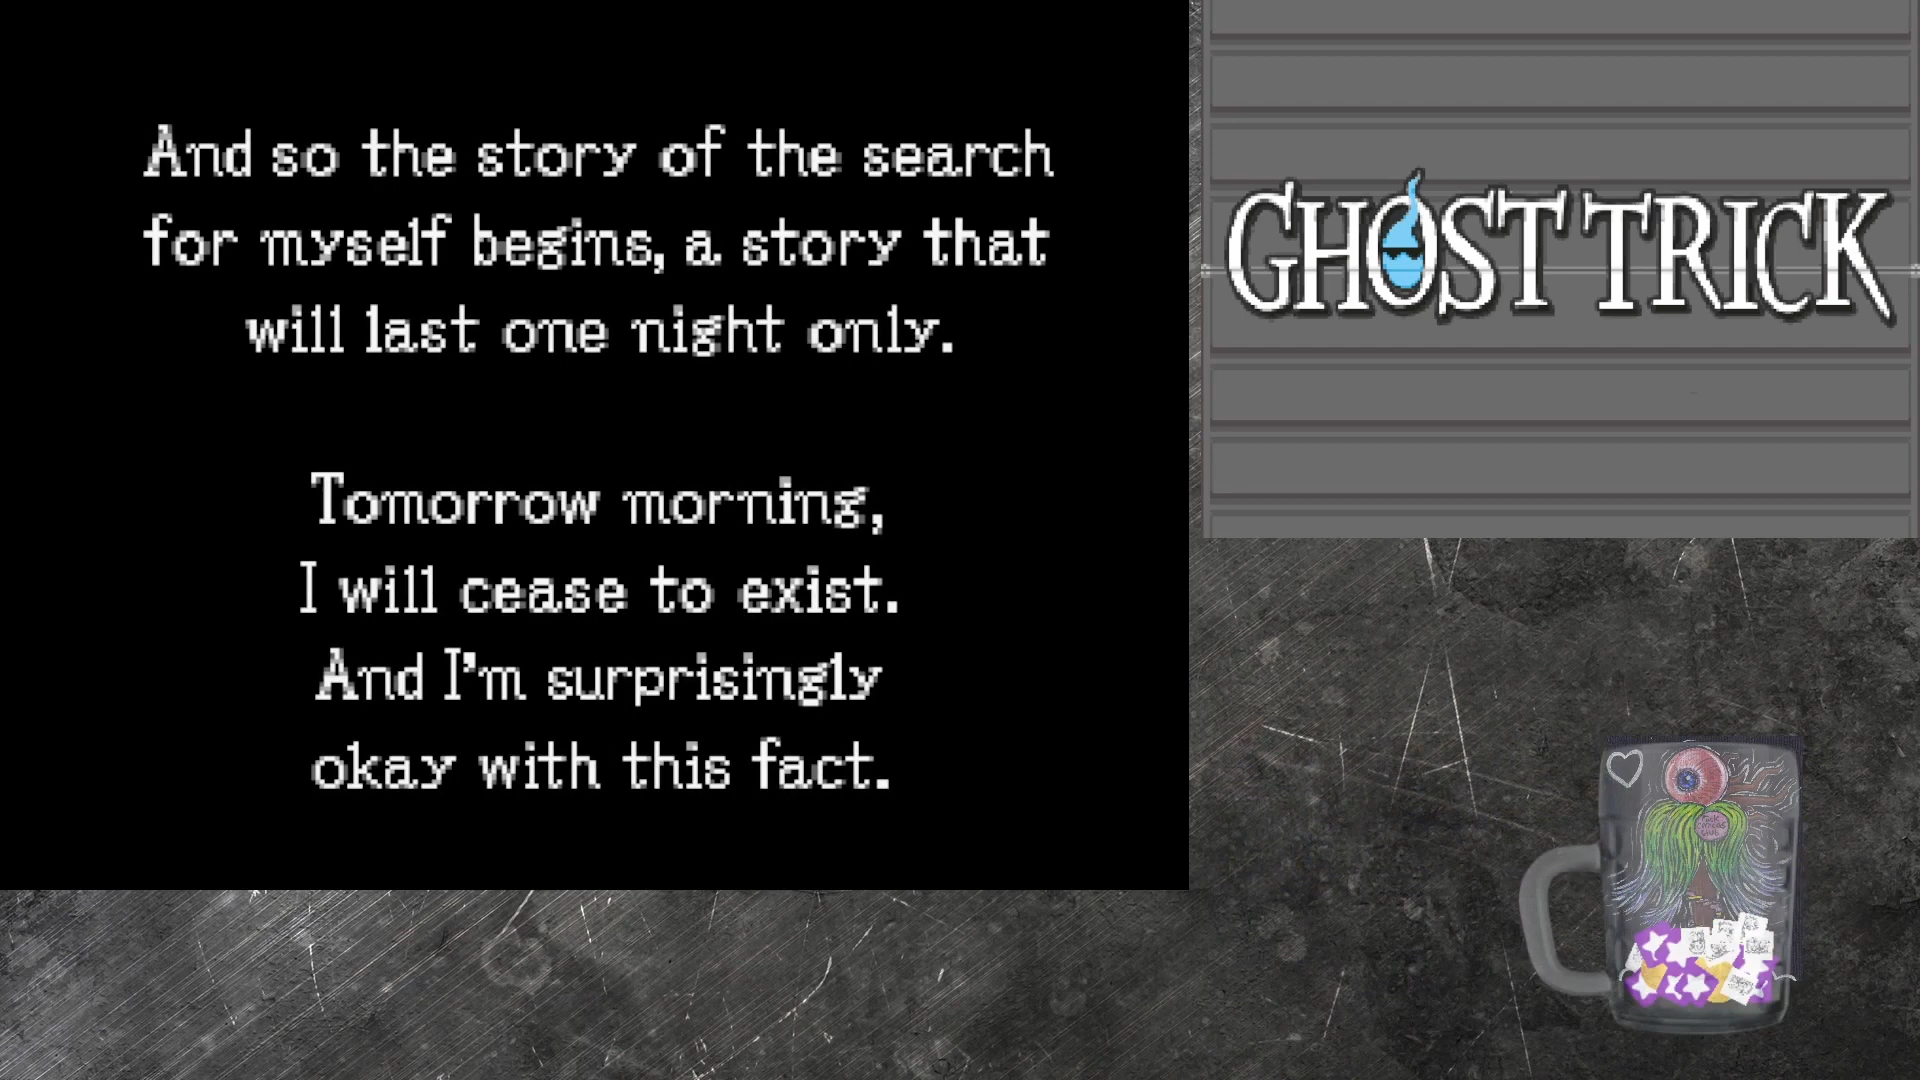 And so the story of the search
for myself begins, a story that
will last one night only.
Tomorrow morning,
I will cease to exist.
And I'm surprisingly
okay with this fact.
GHOST TRICK